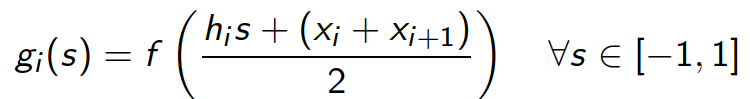 g_i(s) = f( (h_i s + (x_i + x_{i+1})) / 2 ) ∀s ∈ [−1, 1]